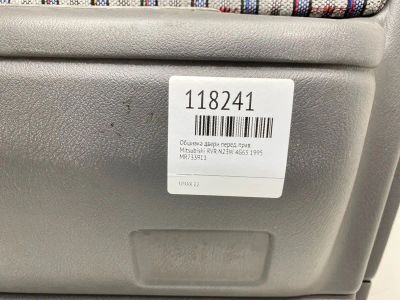 118241
Обшивка двери перед. прав.
Mitsubishi RVR N23W 4G63 1995
MR733911